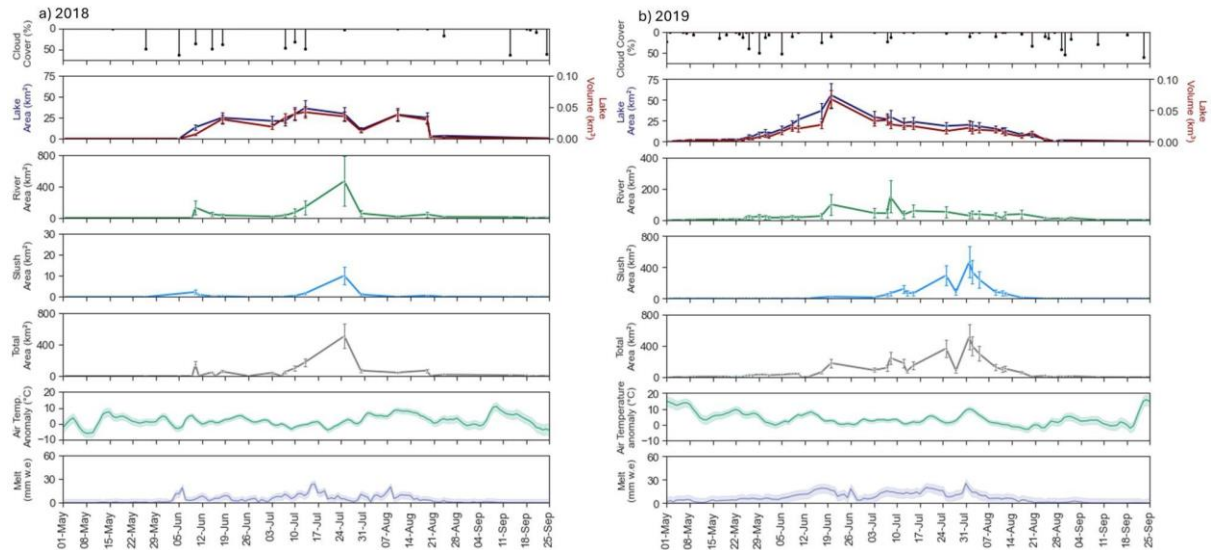 a) 2018
Cloud
Cover (%)
0
50
Lake
Area (km²)
75
50
25
0
Lake
Volume (km³)
0.10
0.05
0.00
River
Area (km²)
800
400
0
Slush
Area (km²)
30
20
10
0
Total
Area (km²)
800
400
0
Air Temp.
Anomaly (°C)
20
10
0
−10
Melt
(mm w.e)
60
30
0
01-May
08-May
15-May
22-May
29-May
05-Jun
12-Jun
19-Jun
26-Jun
03-Jul
10-Jul
17-Jul
24-Jul
31-Jul
07-Aug
14-Aug
21-Aug
28-Aug
04-Sep
11-Sep
18-Sep
25-Sep
b) 2019
Cloud Cover
(%)
0
50
Lake
Area (km²)
75
50
25
0
Lake
Volume (km³)
0.10
0.05
0.00
River
Area (km²)
400
200
0
Slush
Area (km²)
800
400
0
Total
Area (km²)
800
400
0
Air Temperature
anomaly (°C)
20
10
0
−10
Melt
(mm w.e)
60
30
0
01-May
08-May
15-May
22-May
29-May
05-Jun
12-Jun
19-Jun
26-Jun
03-Jul
10-Jul
17-Jul
24-Jul
31-Jul
07-Aug
14-Aug
21-Aug
28-Aug
04-Sep
11-Sep
18-Sep
25-Sep